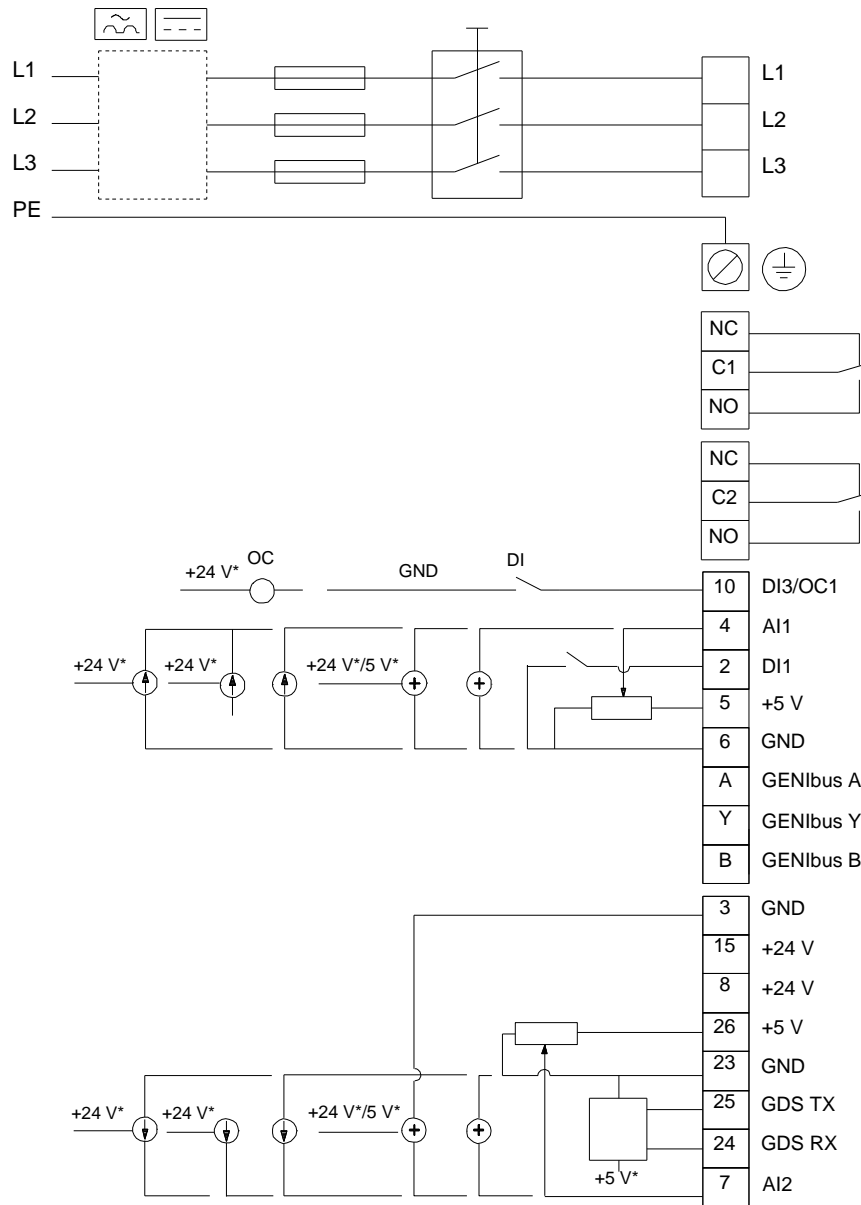 L1 L1
L2 L2
L3 L3
PE
NC
C1
NO
NC
C2
NO
+24 V* OC GND DI 10 DI3/OC1
4 AI1
+24 V* +24 V* +24 V*/5 V* + + 2 DI1
5 +5 V
6 GND
A GENIbus A
Y GENIbus Y
B GENIbus B
3 GND
15 +24 V
8 +24 V
26 +5 V
23 GND
25 GDS TX
+24 V* +24 V* +24 V*/5 V* + + 24 GDS RX
+5 V* 7 AI2